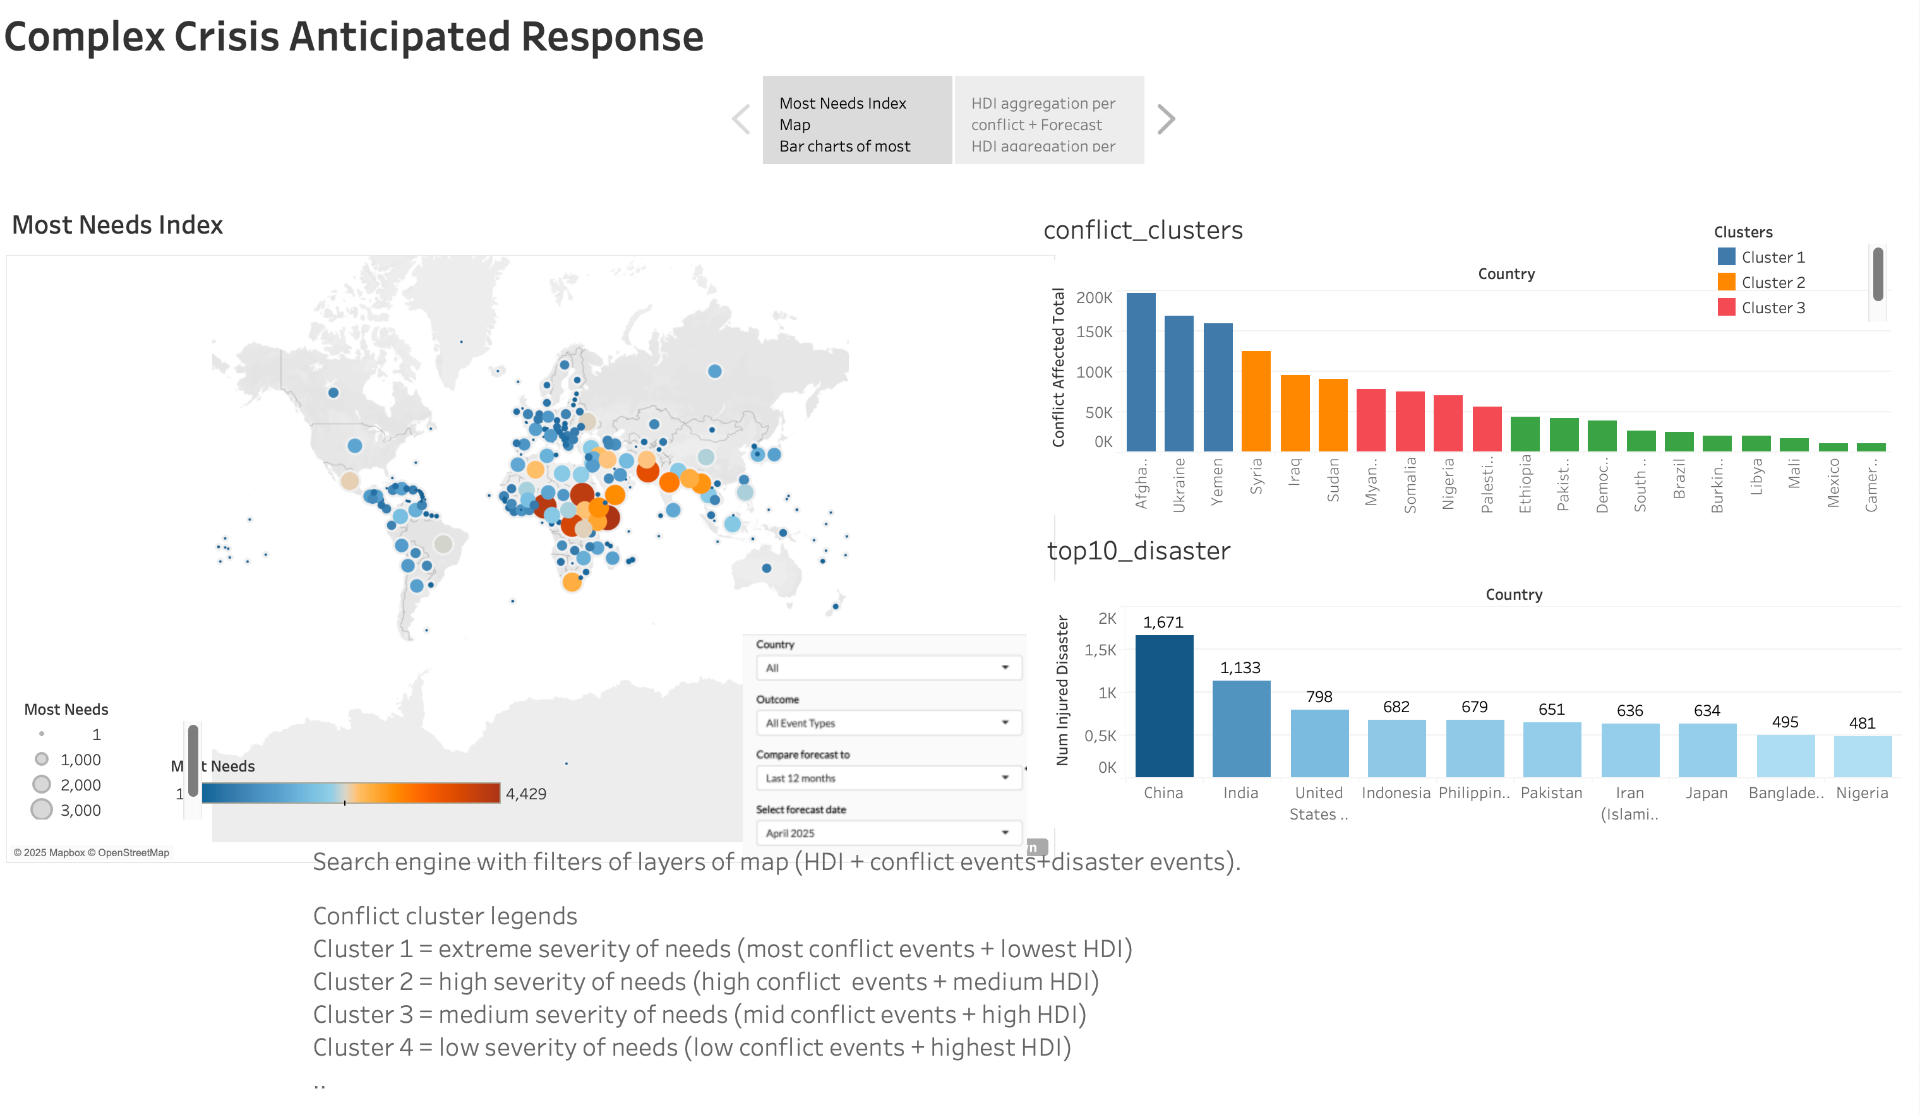 Complex Crisis Anticipated Response
Most Needs Index
Map
Bar charts of most
HDI aggregation per
conflict + Forecast
HDI aggregation per
Most Needs Index
Most Needs
1
1,000
2,000
3,000
Needs
1
4,429
© 2025 Mapbox © OpenStreetMap
Country
All
Outcome
All Event Types
Compare forecast to
Last 12 months
Select forecast date
April 2025
conflict_clusters
Clusters
Cluster 1
Cluster 2
Cluster 3
Country
Conflict Affected Total
200K
150K
100K
50K
0K
Afgha..
Ukraine
Yemen
Syria
Iraq
Sudan
Myan..
Somalia
Nigeria
Palesti..
Ethiopia
Pakist..
Democ..
South ..
Brazil
Burkin..
Libya
Mali
Mexico
Camer..
top10_disaster
Country
Num Injured Disaster
2K
1,5K
1K
0,5K
0K
1,671
1,133
798
682
679
651
636
634
495
481
China
India
United
States ..
Indonesia
Philippin..
Pakistan
Iran
(Islami..
Japan
Banglade..
Nigeria
Search engine with filters of layers of map (HDI + conflict events+disaster events).
Conflict cluster legends
Cluster 1 = extreme severity of needs (most conflict events + lowest HDI)
Cluster 2 = high severity of needs (high conflict  events + medium HDI)
Cluster 3 = medium severity of needs (mid conflict events + high HDI)
Cluster 4 = low severity of needs (low conflict events + highest HDI)
..